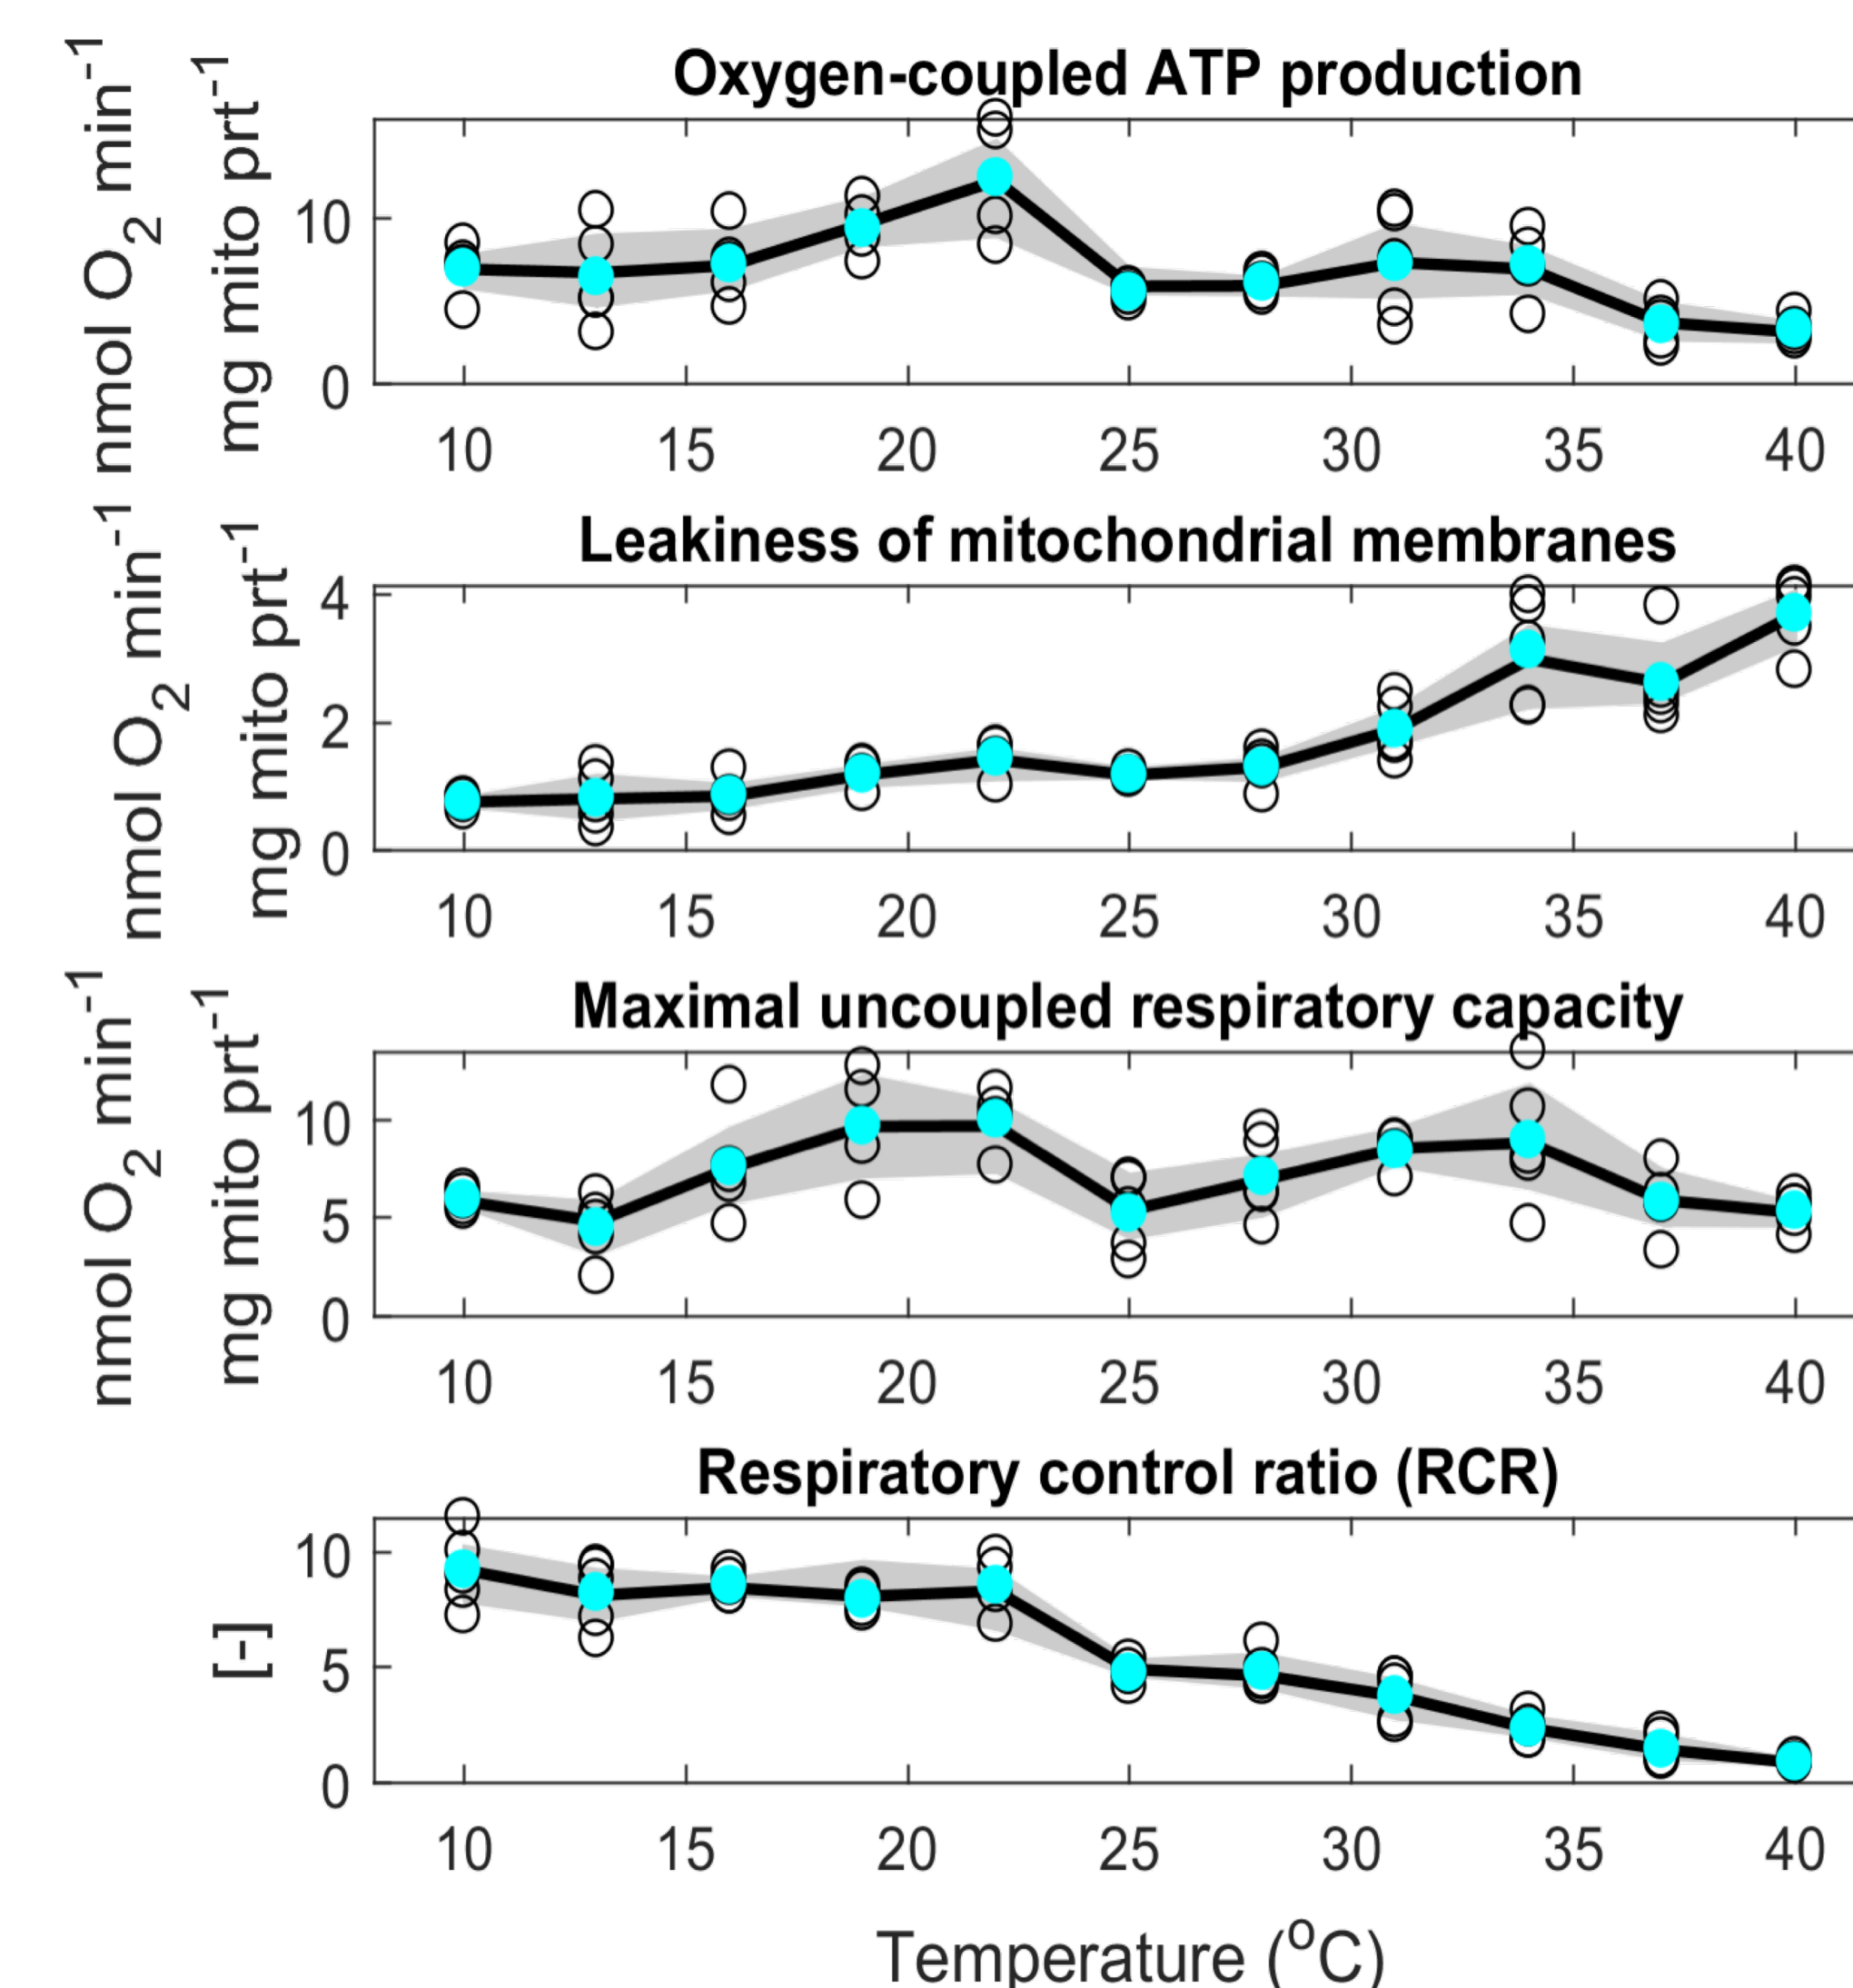 Oxygen-coupled ATP production
nmol O2 min-1
mg mito prt-1
10
0
10 15 20 25 30 35 40
Leakiness of mitochondrial membranes
nmol O2 min-1
mg mito prt-1
4
2
0
10 15 20 25 30 35 40
Maximal uncoupled respiratory capacity
nmol O2 min-1
mg mito prt-1
10
5
0
10 15 20 25 30 35 40
Respiratory control ratio (RCR)
[-]
10
5
0
10 15 20 25 30 35 40
Temperature (oC)